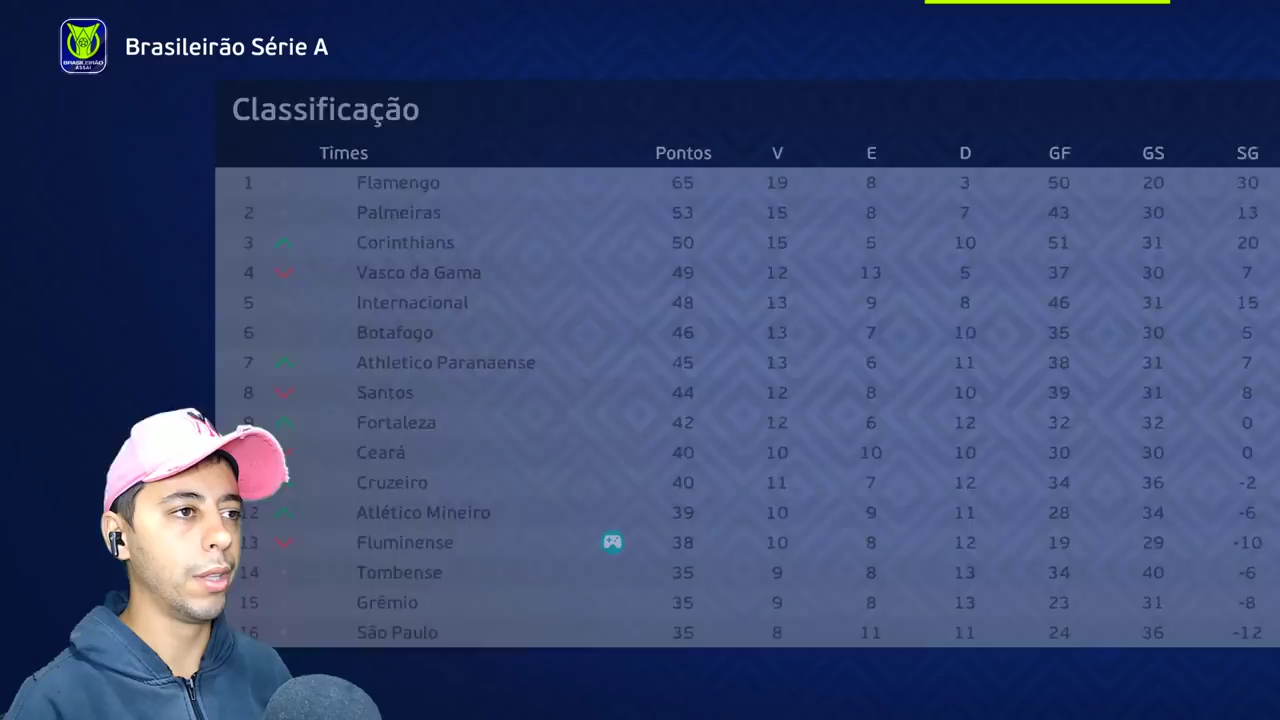 Brasileirão Série A
BRASILEIRÃO
ASSAÍ
Classificação
Times Pontos V E D GF GS SG
1 Flamengo 65 19 8 3 50 20 30
2 Palmeiras 53 15 8 7 43 30 13
3 Corinthians 50 15 5 10 51 31 20
4 Vasco da Gama 49 12 13 5 37 30 7
5 Internacional 48 13 9 8 46 31 15
6 Botafogo 46 13 7 10 35 30 5
7 Athletico Paranaense 45 13 6 11 38 31 7
8 Santos 44 12 8 10 39 31 8
9 Fortaleza 42 12 6 12 32 32 0
Ceará 40 10 10 10 30 30 0
Cruzeiro 40 11 7 12 34 36 -2
12 Atlético Mineiro 39 10 9 11 28 34 -6
13 Fluminense 38 10 8 12 19 29 -10
14 Tombense 35 9 8 13 34 40 -6
15 Grêmio 35 9 8 13 23 31 -8
16 São Paulo 35 8 11 11 24 36 -12